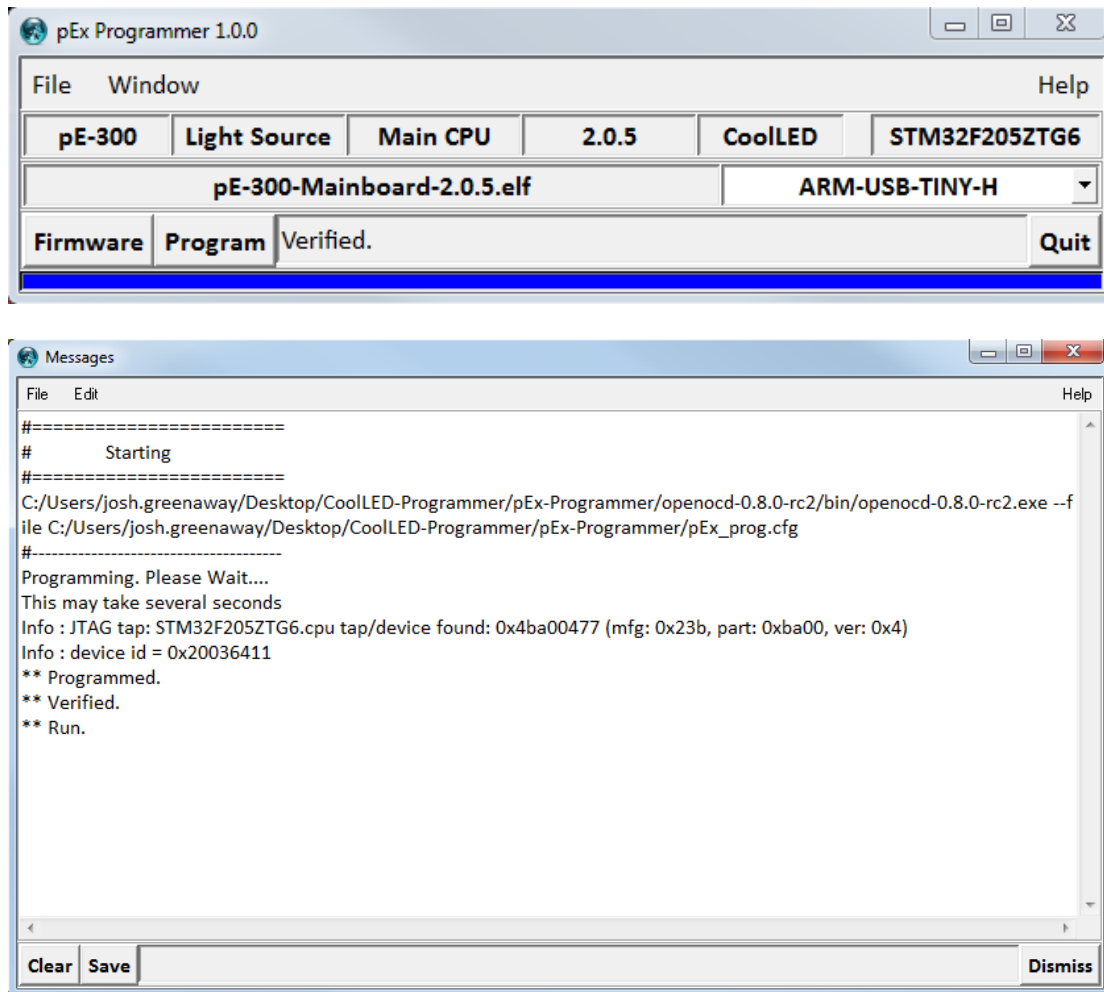 pEx Programmer 1.0.0
File Window Help
pE-300 Light Source Main CPU 2.0.5 CoolLED STM32F205ZTG6
pE-300-Mainboard-2.0.5.elf ARM-USB-TINY-H
Firmware Program Verified. Quit
Messages
File Edit Help
#=========================
# Starting
#=========================
C:/Users/josh.greenaway/Desktop/CoolLED-Programmer/pEx-Programmer/openocd-0.8.0-rc2/bin/openocd-0.8.0-rc2.exe --f
ile C:/Users/josh.greenaway/Desktop/CoolLED-Programmer/pEx-Programmer/pEx_prog.cfg
#---------------------------------------
Programming. Please Wait....
This may take several seconds
Info : JTAG tap: STM32F205ZTG6.cpu tap/device found: 0x4ba00477 (mfg: 0x23b, part: 0xba00, ver: 0x4)
Info : device id = 0x20036411
** Programmed.
** Verified.
** Run.
Clear Save Dismiss